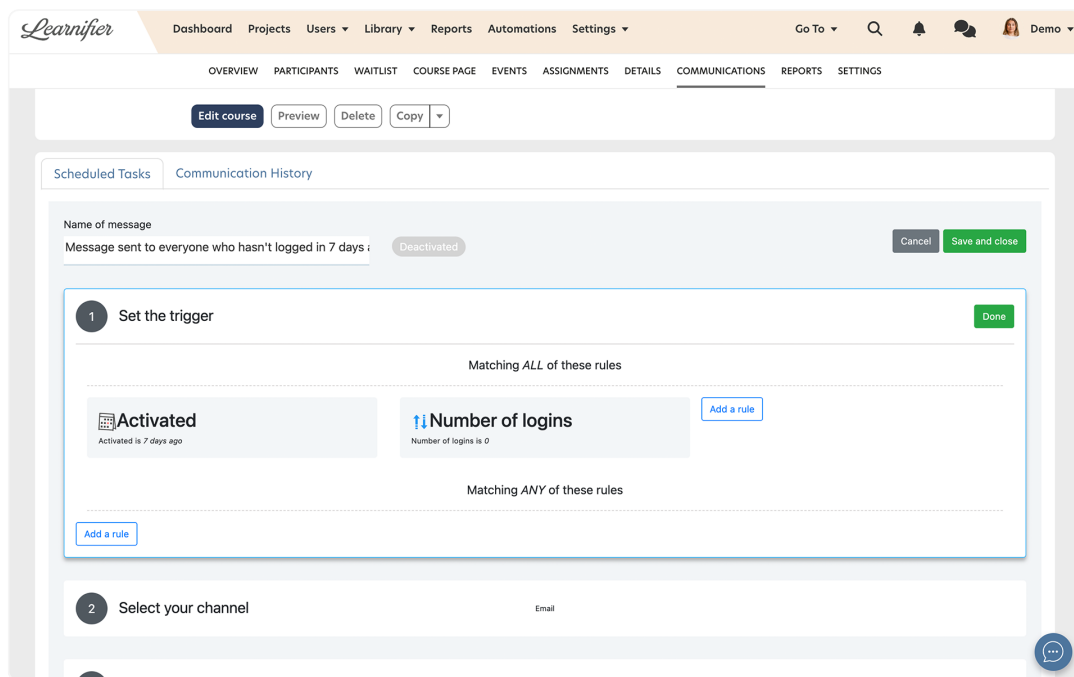 Learnifier
Dashboard Projects Users Library Reports Automations Settings Go To Demo
OVERVIEW PARTICIPANTS WAITLIST COURSE PAGE EVENTS ASSIGNMENTS DETAILS COMMUNICATIONS REPORTS SETTINGS
Edit course Preview Delete Copy
Scheduled Tasks Communication History
Name of message
Message sent to everyone who hasn't logged in 7 days Deactivated Cancel Save and close
1 Set the trigger Done
Matching ALL of these rules
Activated Number of logins Add a rule
Activated is 7 days ago Number of logins is 0
Matching ANY of these rules
Add a rule
2 Select your channel Email